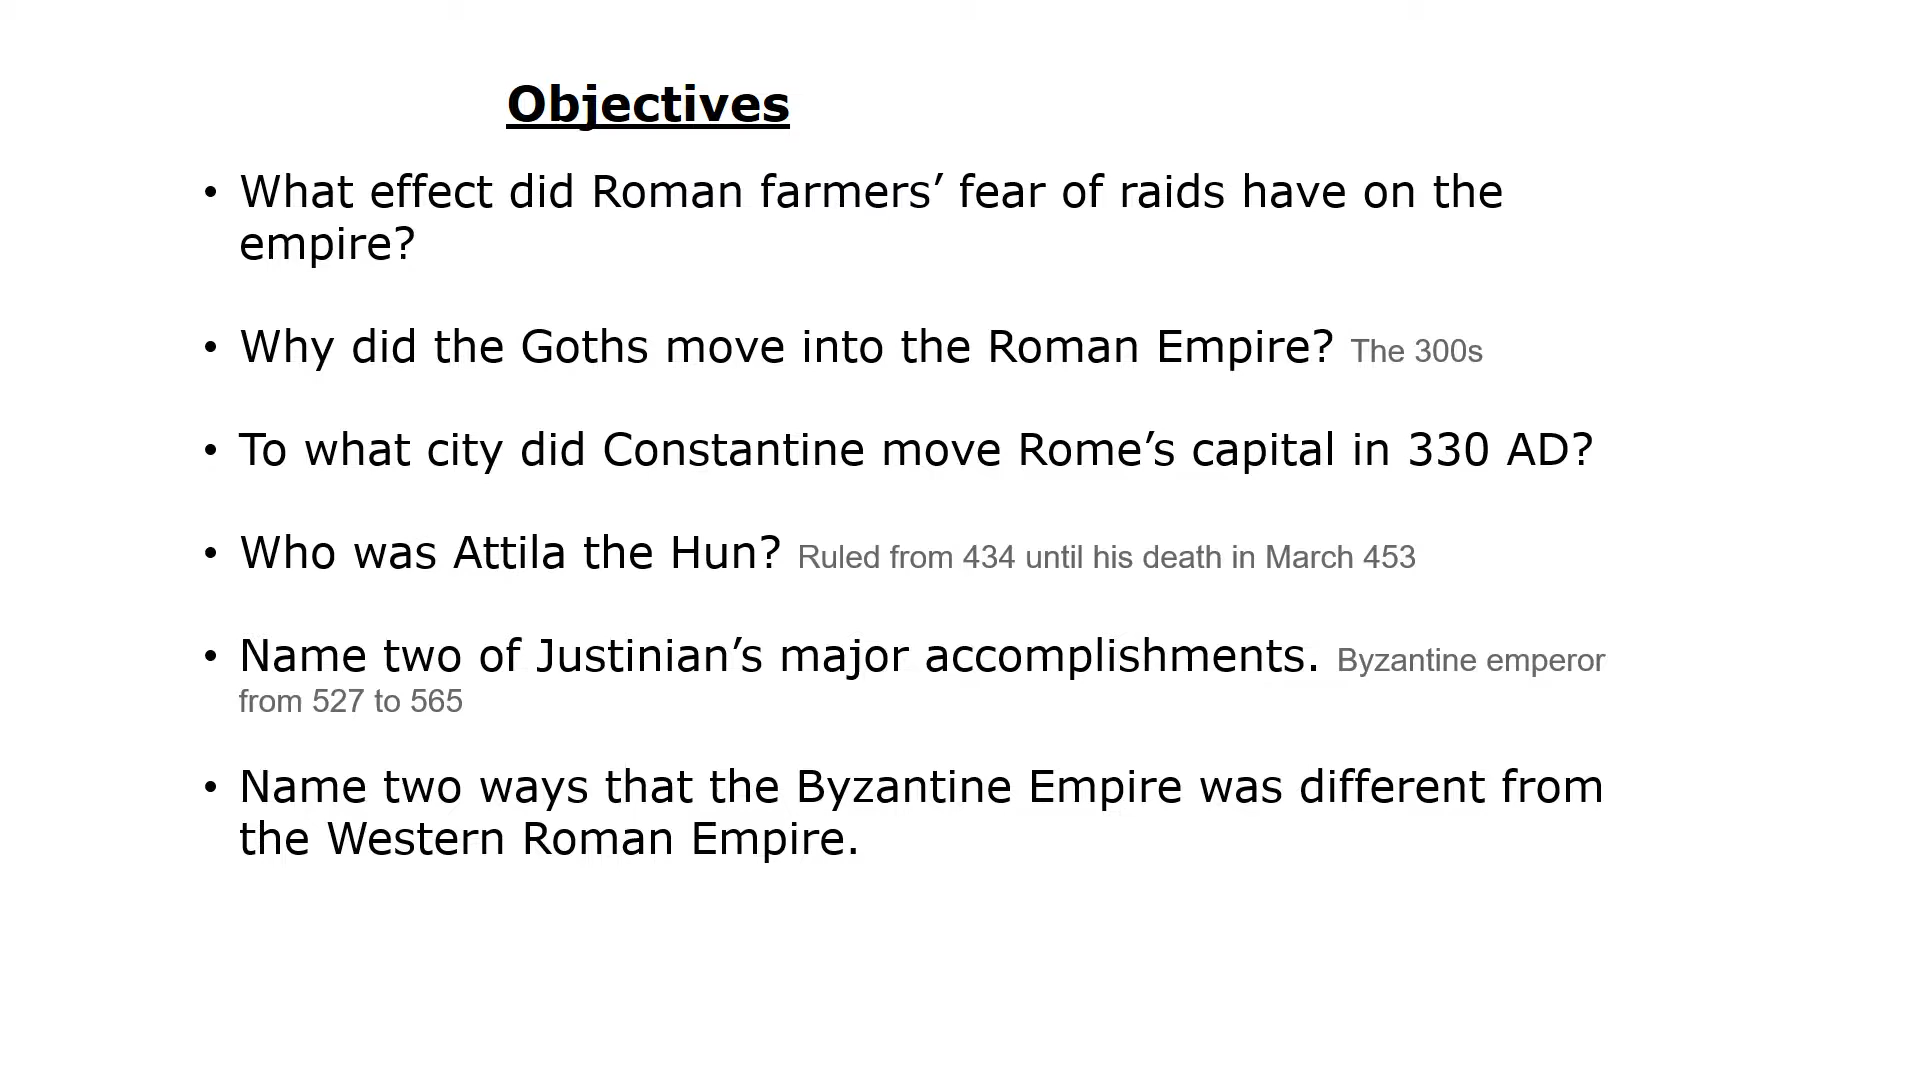 Objectives
• What effect did Roman farmers’ fear of raids have on the
empire?
• Why did the Goths move into the Roman Empire? The 300s
• To what city did Constantine move Rome’s capital in 330 AD?
• Who was Attila the Hun? Ruled from 434 until his death in March 453
• Name two of Justinian’s major accomplishments. Byzantine emperor
from 527 to 565
• Name two ways that the Byzantine Empire was different from
the Western Roman Empire.